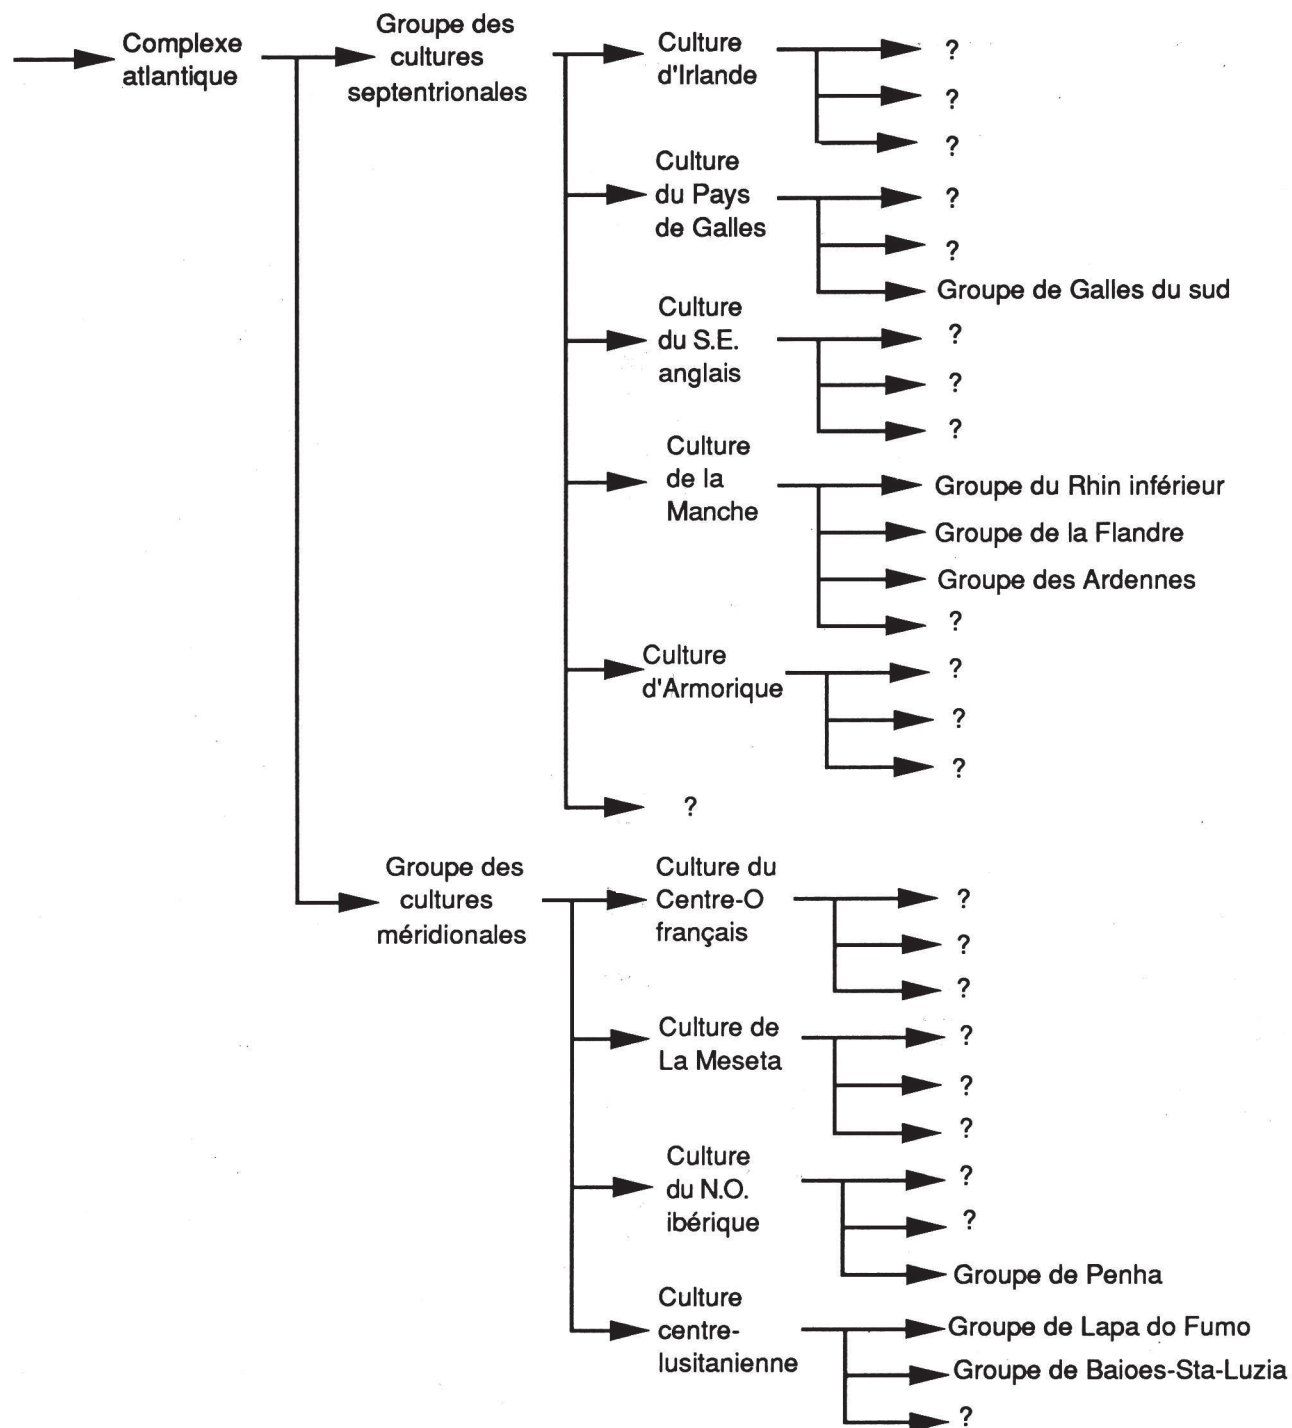 Complexe
atlantique
Groupe des
cultures
septentrionales
Culture
d'Irlande
?
?
?
Culture
du Pays
de Galles
?
?
Groupe de Galles du sud
Culture
du S.E.
anglais
?
?
?
Culture
de la
Manche
Groupe du Rhin inférieur
Groupe de la Flandre
Groupe des Ardennes
?
Culture
d'Armorique
?
?
?
?
Groupe des
cultures
méridionales
Culture du
Centre-O
français
?
?
?
Culture de
La Meseta
?
?
?
Culture
du N.O.
ibérique
?
?
Groupe de Penha
Culture
centre-
lusitanienne
Groupe de Lapa do Fumo
Groupe de Baioes-Sta-Luzia
?